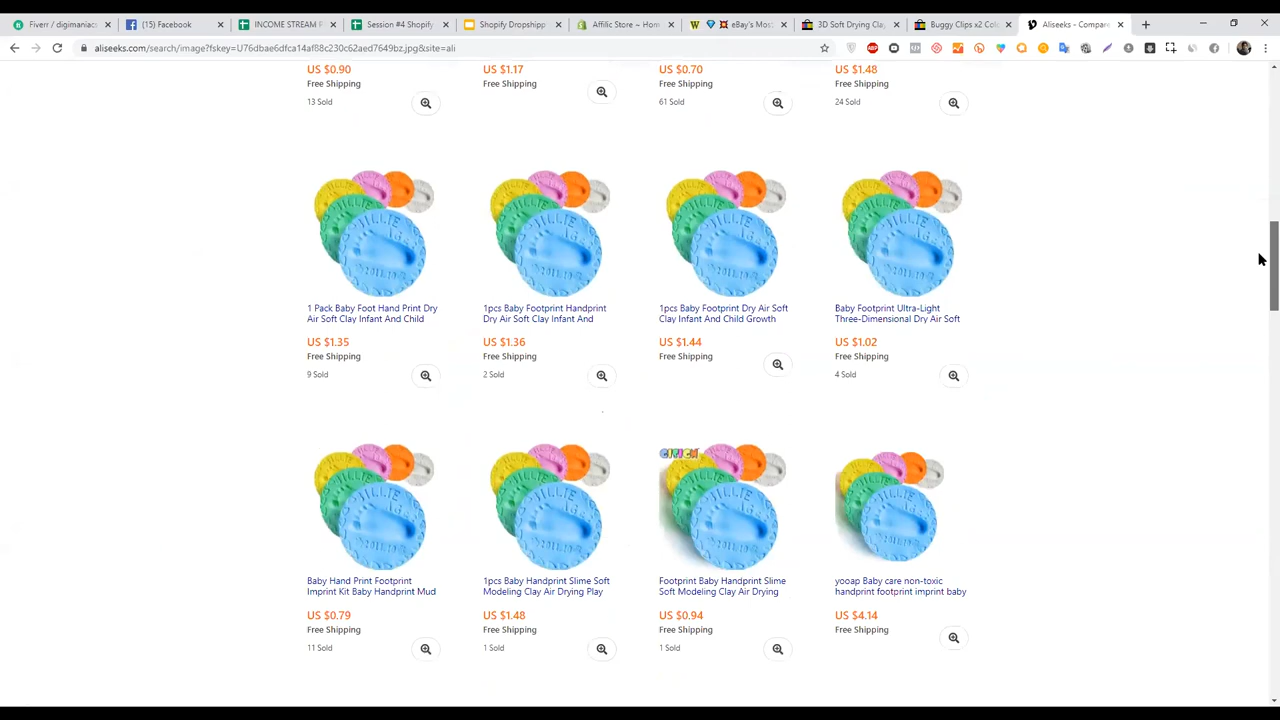 Fiverr / digimaniac
(15) Facebook
INCOME STREAM F
Session #4 Shopify
Shopify Dropshipp
Affilic Store ~ Hom
eBay's Mos
3D Soft Drying Cla
Buggy Clips x2 Colo
Aliseeks - Compare
aliseeks.com/search/image?fskey=U76dbae6dfca14af88c230c62aed7649bz.jpg&site=ali
US $0.90
US $1.17
US $0.70
US $1.48
Free Shipping
Free Shipping
Free Shipping
Free Shipping
13 Sold
61 Sold
24 Sold
1 Pack Baby Foot Hand Print Dry
Air Soft Clay Infant And Child
1pcs Baby Footprint Handprint
Dry Air Soft Clay Infant And
1pcs Baby Footprint Dry Air Soft
Clay Infant And Child Growth
Baby Footprint Ultra-Light
Three-Dimensional Dry Air Soft
US $1.35
US $1.36
US $1.44
US $1.02
Free Shipping
Free Shipping
Free Shipping
Free Shipping
9 Sold
2 Sold
4 Sold
CITICH
Baby Hand Print Footprint
Imprint Kit Baby Handprint Mud
1pcs Baby Handprint Slime Soft
Modeling Clay Air Drying Play
Footprint Baby Handprint Slime
Soft Modeling Clay Air Drying
yooap Baby care non-toxic
handprint footprint imprint baby
US $0.79
US $1.48
US $0.94
US $4.14
Free Shipping
Free Shipping
Free Shipping
Free Shipping
11 Sold
1 Sold
1 Sold